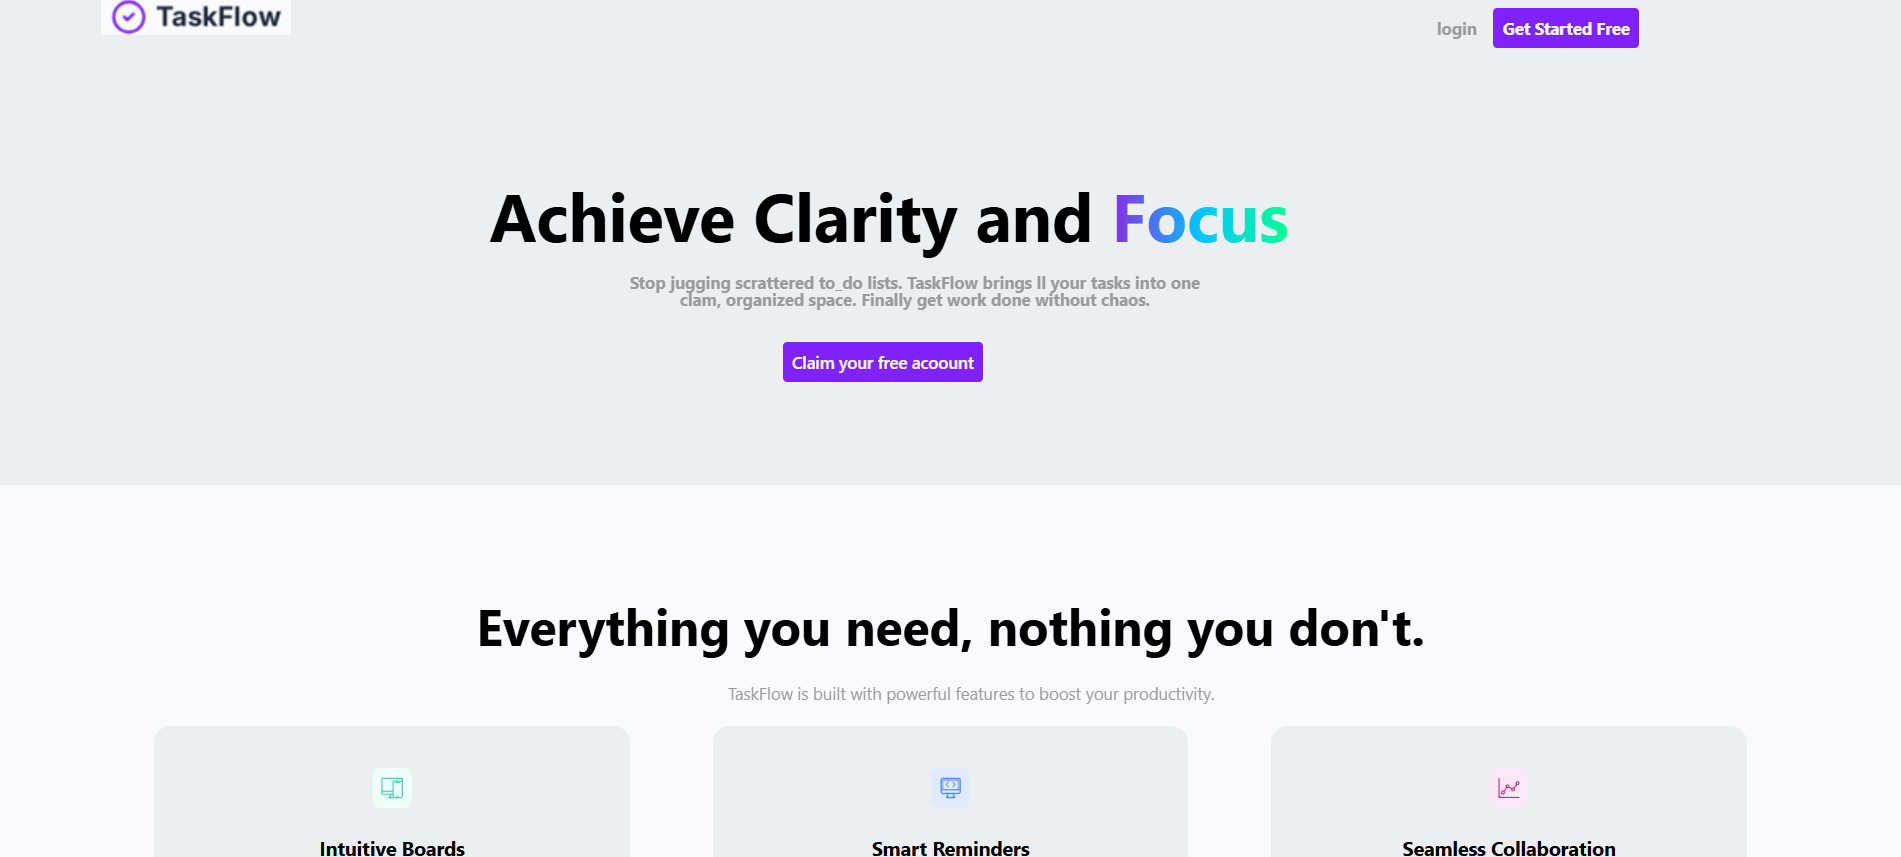 TaskFlow
login
Get Started Free
Achieve Clarity and Focus
Stop jugging scrattered to_do lists. TaskFlow brings ll your tasks into one
clam, organized space. Finally get work done without chaos.
Claim your free acoount
Everything you need, nothing you don't.
TaskFlow is built with powerful features to boost your productivity.
Intuitive Boards
Smart Reminders
Seamless Collaboration